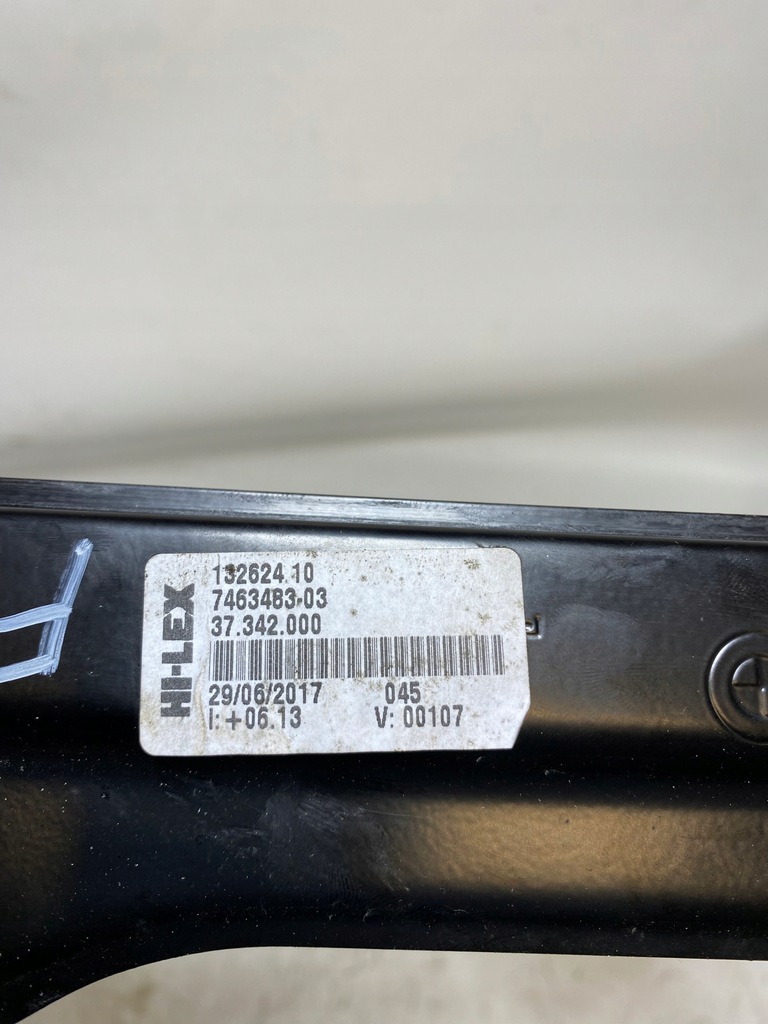 HI-LEX
132624.10
7463483-03
37.342.000
29/06/2017 045
i: +06.13 V: 00107